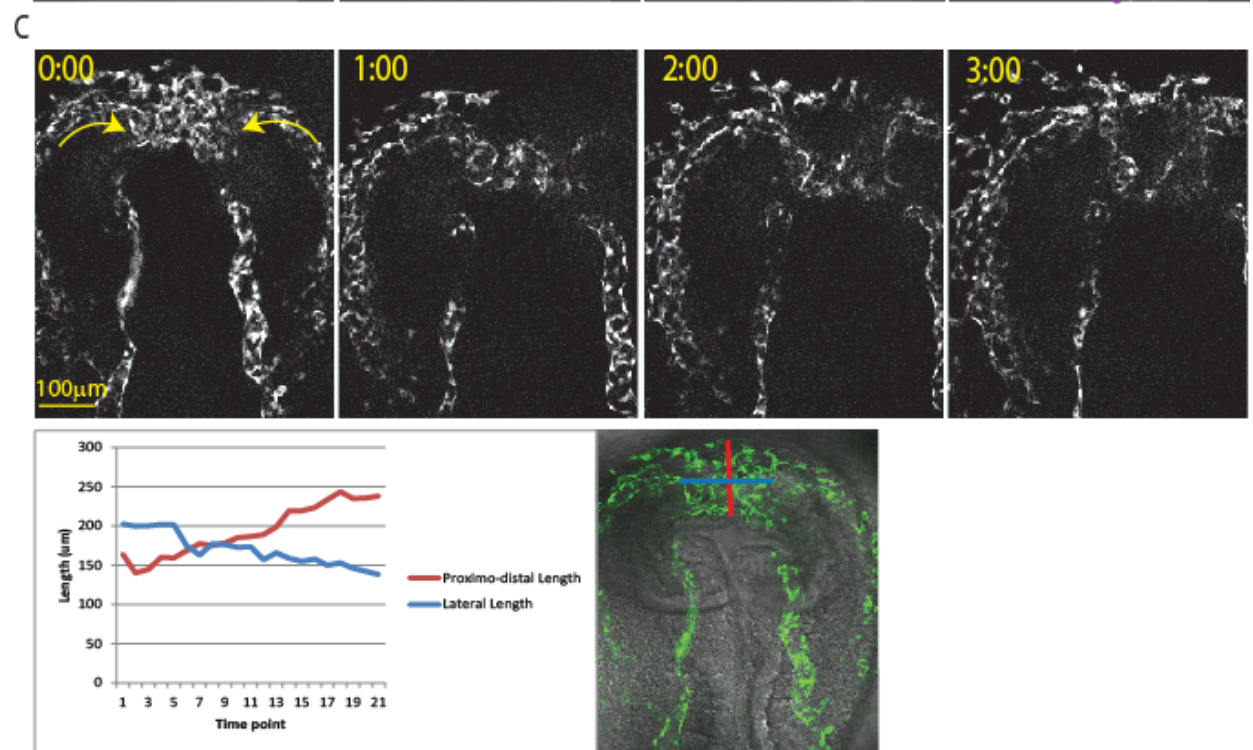 C
0:00
1:00
2:00
3:00
100μm
300
250
200
150
100
50
0
Length (um)
1 3 5 7 9 11 13 15 17 19 21
Time point
Proximo-distal Length
Lateral Length